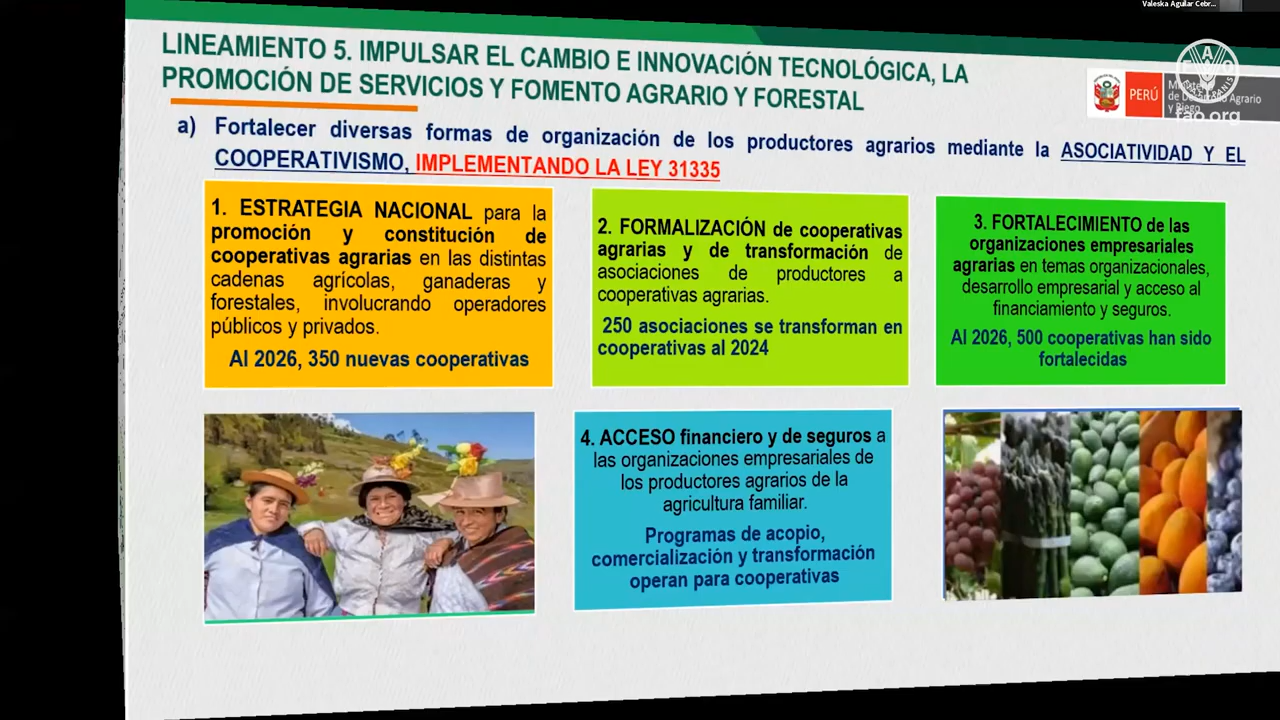 Valeska Aguilar Cebr...
LINEAMIENTO 5. IMPULSAR EL CAMBIO E INNOVACIÓN TECNOLÓGICA, LA
PROMOCIÓN DE SERVICIOS Y FOMENTO AGRARIO Y FORESTAL
PERÚ
Ministerio
de Desarrollo Agrario
y Riego
FAO
fao.org
a) Fortalecer diversas formas de organización de los productores agrarios mediante la ASOCIATIVIDAD Y EL
COOPERATIVISMO, IMPLEMENTANDO LA LEY 31335
1. ESTRATEGIA NACIONAL para la
promoción y constitución de
cooperativas agrarias en las distintas
cadenas agrícolas, ganaderas y
forestales, involucrando operadores
públicos y privados.
Al 2026, 350 nuevas cooperativas
2. FORMALIZACIÓN de cooperativas
agrarias y de transformación de
asociaciones de productores a
cooperativas agrarias.
250 asociaciones se transforman en
cooperativas al 2024
3. FORTALECIMIENTO de las
organizaciones empresariales
agrarias en temas organizacionales,
desarrollo empresarial y acceso al
financiamiento y seguros.
Al 2026, 500 cooperativas han sido
fortalecidas
4. ACCESO financiero y de seguros a
las organizaciones empresariales de
los productores agrarios de la
agricultura familiar.
Programas de acopio,
comercialización y transformación
operan para cooperativas